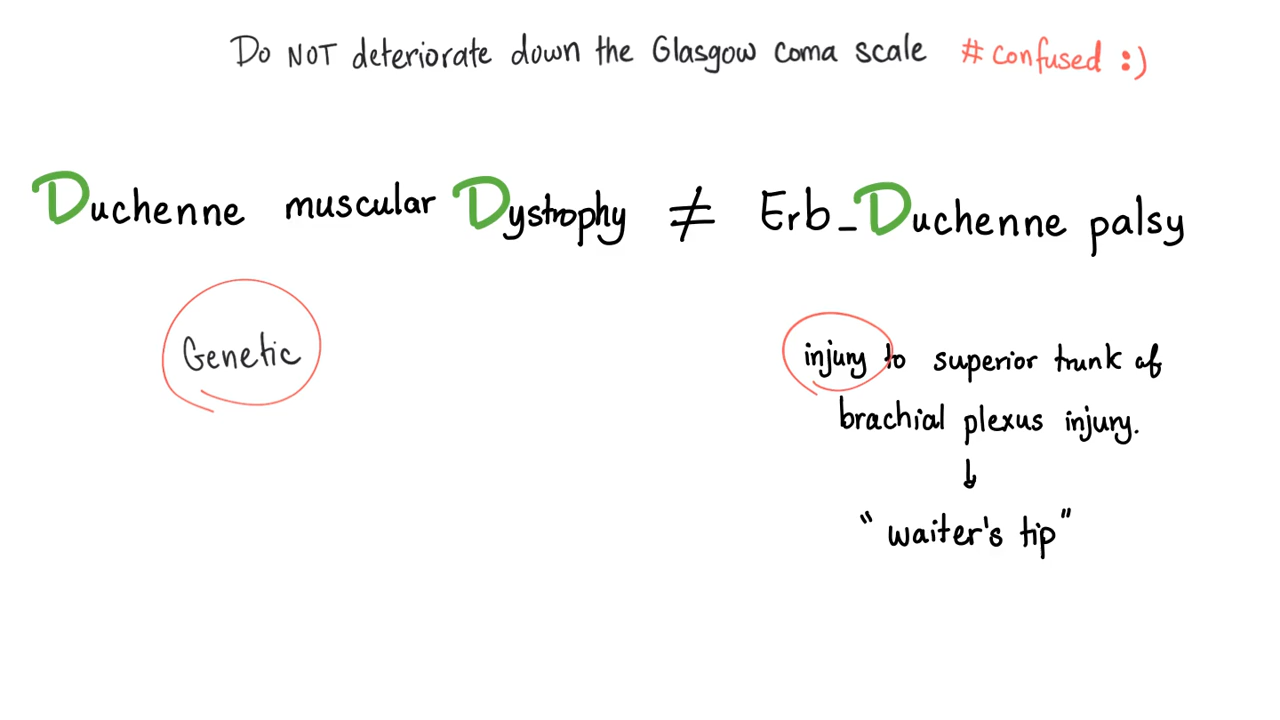 Do NOT deteriorate down the Glasgow coma scale #confused :)
Duchenne muscular Dystrophy ≠ Erb_Duchenne palsy
Genetic
injury to superior trunk of
brachial plexus injury.
↓
"waiter's tip"